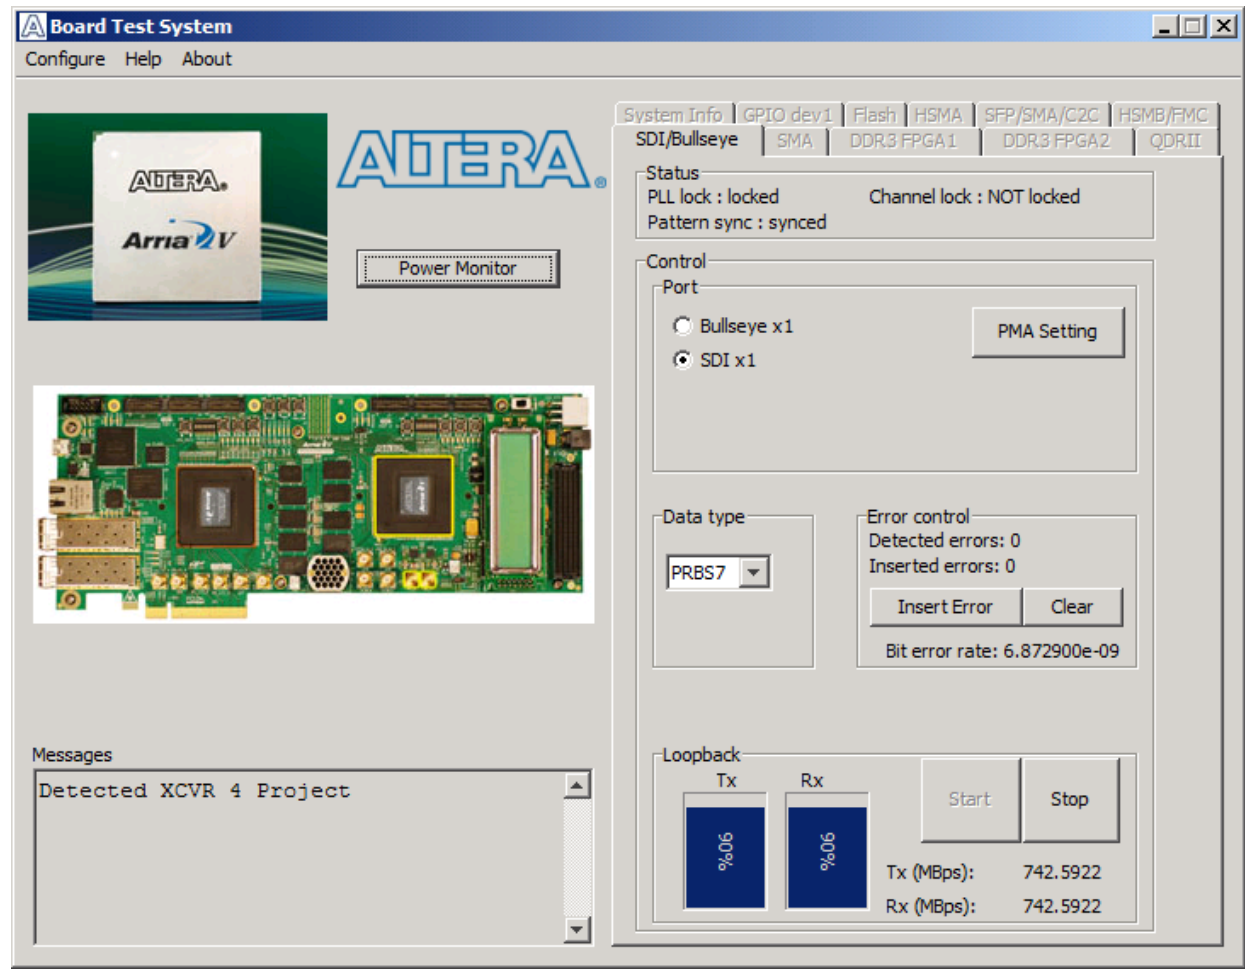 Board Test System
Configure Help About
System Info GPIO dev1 Flash HSMA SFP/SMA/C2C HSMB/FMC
SDI/Bullseye SMA DDR3 FPGA1 DDR3 FPGA2 QDRII
ALTERA®
Arria V
ALTERA®
Power Monitor
Status
PLL lock : locked Channel lock : NOT locked
Pattern sync : synced
Control
Port
Bullseye x1
SDI x1
PMA Setting
Data type
PRBS7
Error control
Detected errors: 0
Inserted errors: 0
Insert Error Clear
Bit error rate: 6.872900e-09
Messages
Detected XCVR 4 Project
Loopback
Tx Rx
90% 90%
Start Stop
Tx (MBps): 742.5922
Rx (MBps): 742.5922